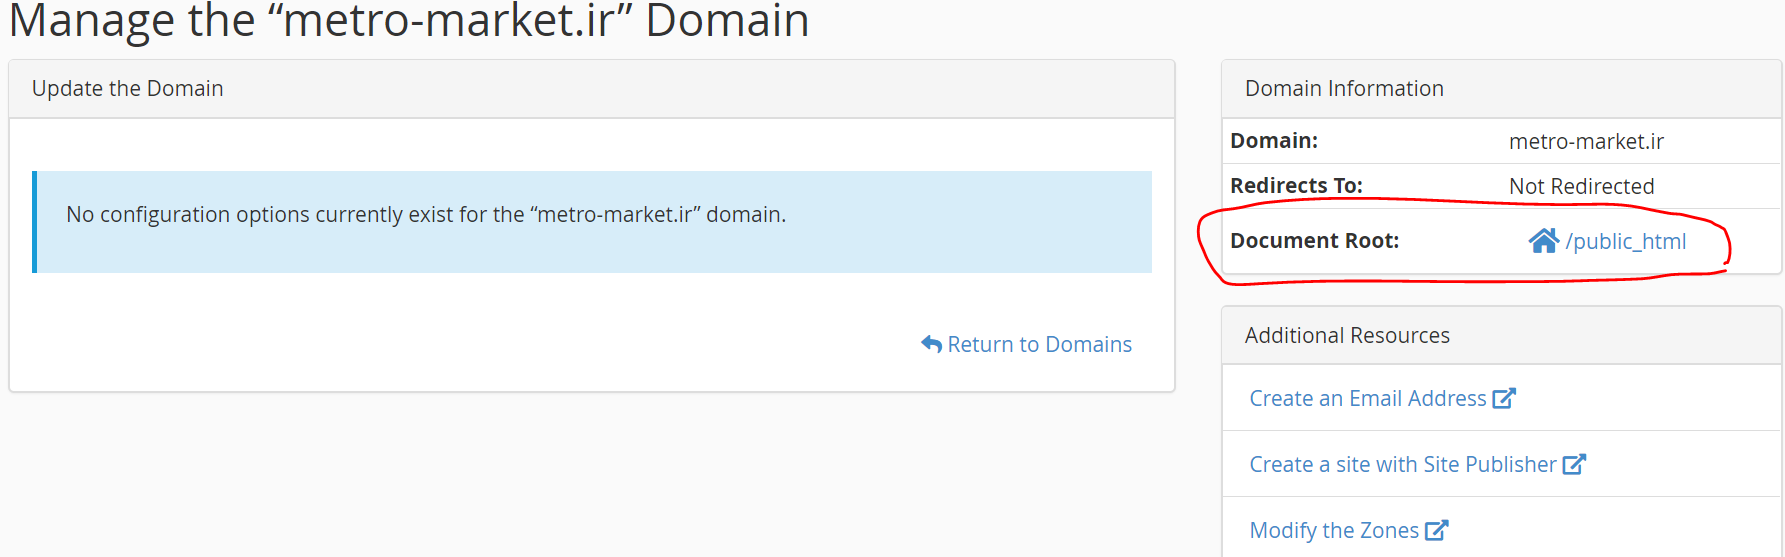 Manage the “metro-market.ir” Domain
Update the Domain
No configuration options currently exist for the “metro-market.ir” domain.
Return to Domains
Domain Information
Domain: metro-market.ir
Redirects To: Not Redirected
Document Root: /public_html
Additional Resources
Create an Email Address
Create a site with Site Publisher
Modify the Zones